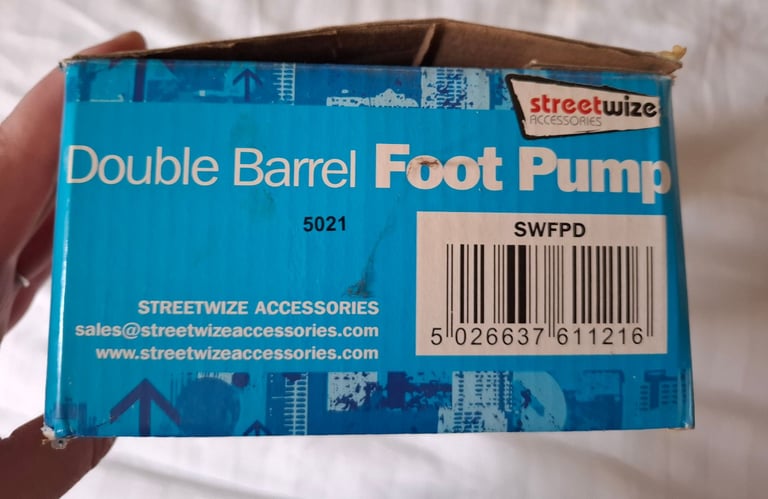 streetwize
ACCESSORIES
Double Barrel Foot Pump
5021
SWFPD
5 026637 611216
STREETWIZE ACCESSORIES
sales@streetwizeaccessories.com
www.streetwizeaccessories.com